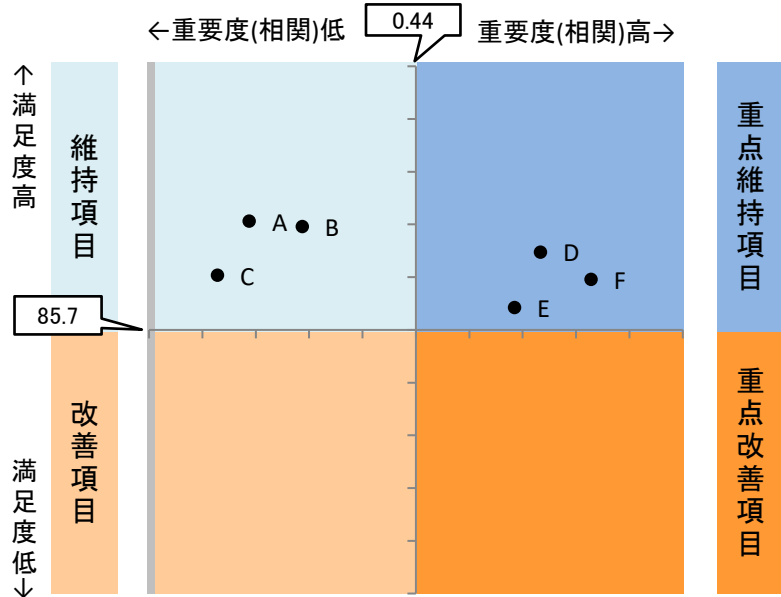 ←重要度(相関)低
0.44
重要度(相関)高→
↑満足度高
維持項目
重点維持項目
A
B
C
D
F
E
85.7
改善項目
重点改善項目
満足度低↓